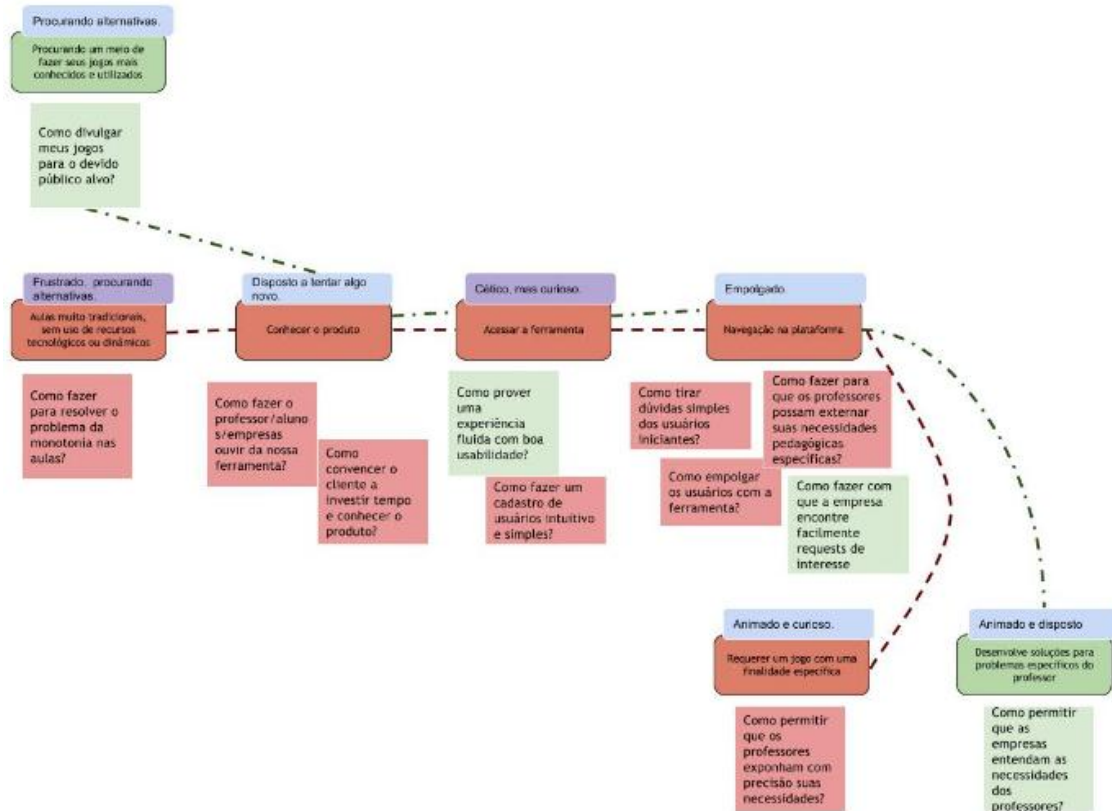 Procurando alternativas.
Procurando um meio de
fazer seus jogos mais
conhecidos e utilizados
Como divulgar
meus jogos
para o devido
público alvo?
Frustrado, procurando
alternativas.
Aulas muito tradicionais,
sem uso de recursos
tecnológicos ou dinâmicos
Como fazer
para resolver o
problema da
monotonia nas
aulas?
Disposto a tentar algo
novo.
Conhecer o produto
Como fazer o
professor/aluno
s/empresas
ouvir da nossa
ferramenta?
Como
convencer o
cliente a
investir tempo
e conhecer o
produto?
Cético, mas curioso.
Acessar a ferramenta
Como prover
uma
experiência
fluida com boa
usabilidade?
Como fazer um
cadastro de
usuários intuitivo
e simples?
Empolgado.
Navegação na plataforma
Como tirar
dúvidas simples
dos usuários
iniciantes?
Como fazer para
que os professores
possam externar
suas necessidades
pedagógicas
específicas?
Como empolgar
os usuários com a
ferramenta?
Como fazer com
que a empresa
encontre
facilmente
requests de
interesse
Animado e curioso.
Requerer um jogo com uma
finalidade específica
Como permitir
que os
professores
exponham com
precisão suas
necessidades?
Animado e disposto
Desenvolve soluções para
problemas específicos do
professor
Como permitir
que as
empresas
entendam as
necessidades
dos
professores?